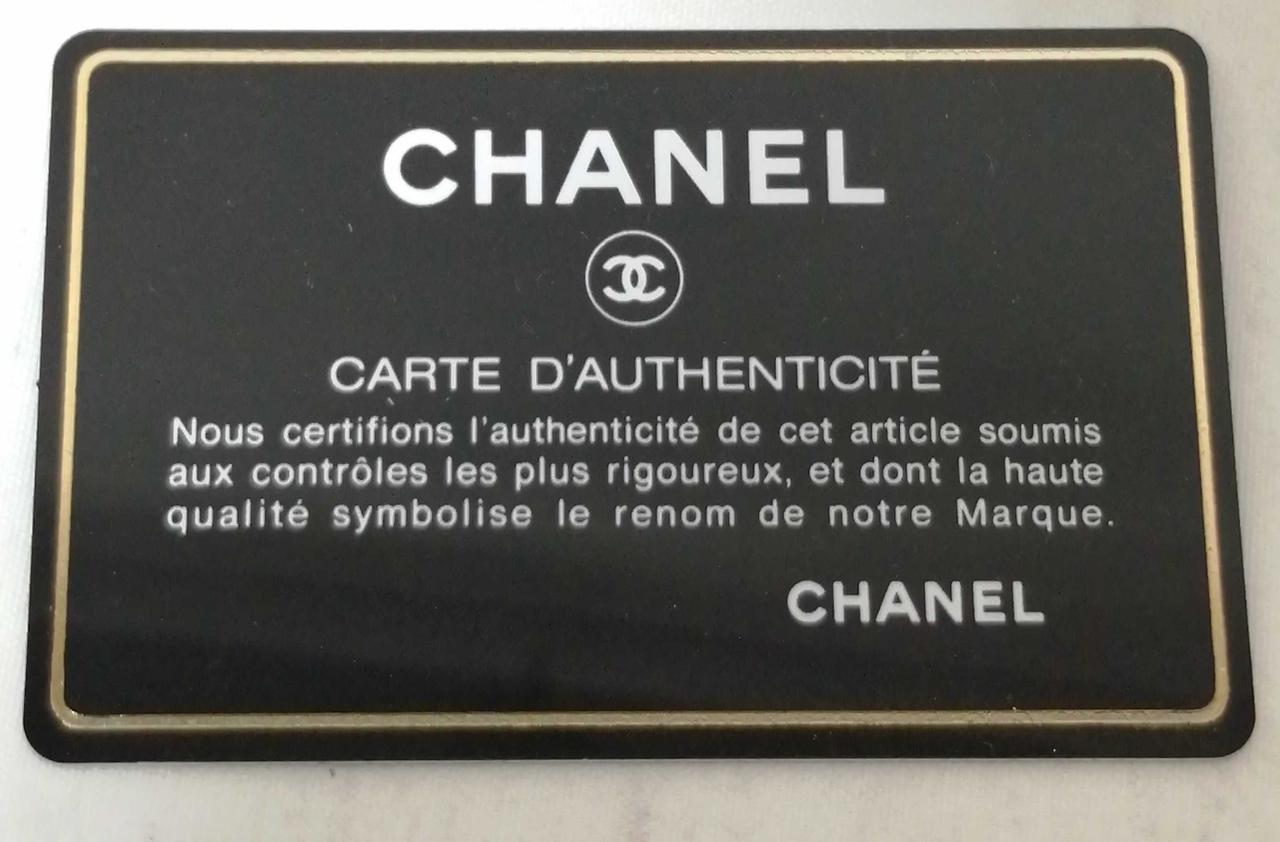 CHANEL
CARTE D'AUTHENTICITÉ
Nous certifions l'authenticité de cet article soumis
aux contrôles les plus rigoureux, et dont la haute
qualité symbolise le renom de notre Marque.
CHANEL